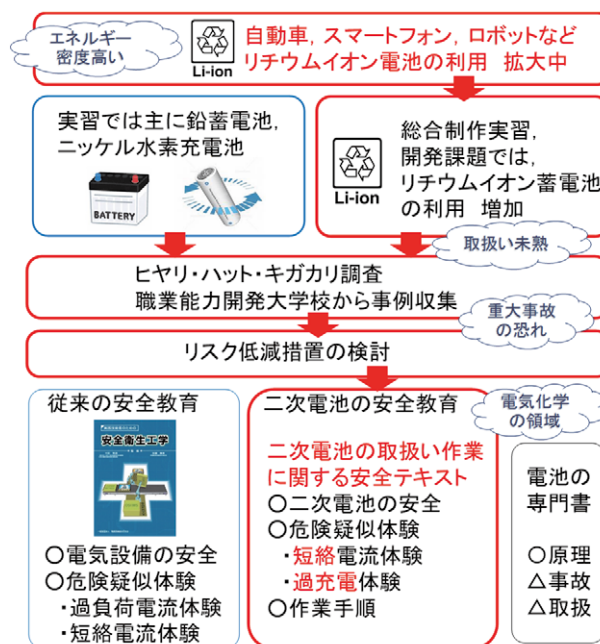 エネルギー
密度高い
Li-ion
自動車，スマートフォン，ロボットなど
リチウムイオン電池の利用　拡大中
実習では主に鉛蓄電池，
ニッケル水素充電池
BATTERY
Li-ion
総合制作実習，
開発課題では，
リチウムイオン蓄電池
の利用　増加
取扱い未熟
ヒヤリ・ハット・キガカリ調査
職業能力開発大学校から事例収集
重大事故
の恐れ
リスク低減措置の検討
従来の安全教育
安全衛生工学
〇電気設備の安全
〇危険疑似体験
・過負荷電流体験
・短絡電流体験
二次電池の安全教育
二次電池の取扱い作業
に関する安全テキスト
〇二次電池の安全
〇危険疑似体験
・短絡電流体験
・過充電体験
〇作業手順
電気化学
の領域
電池の
専門書
〇原理
△事故
△取扱